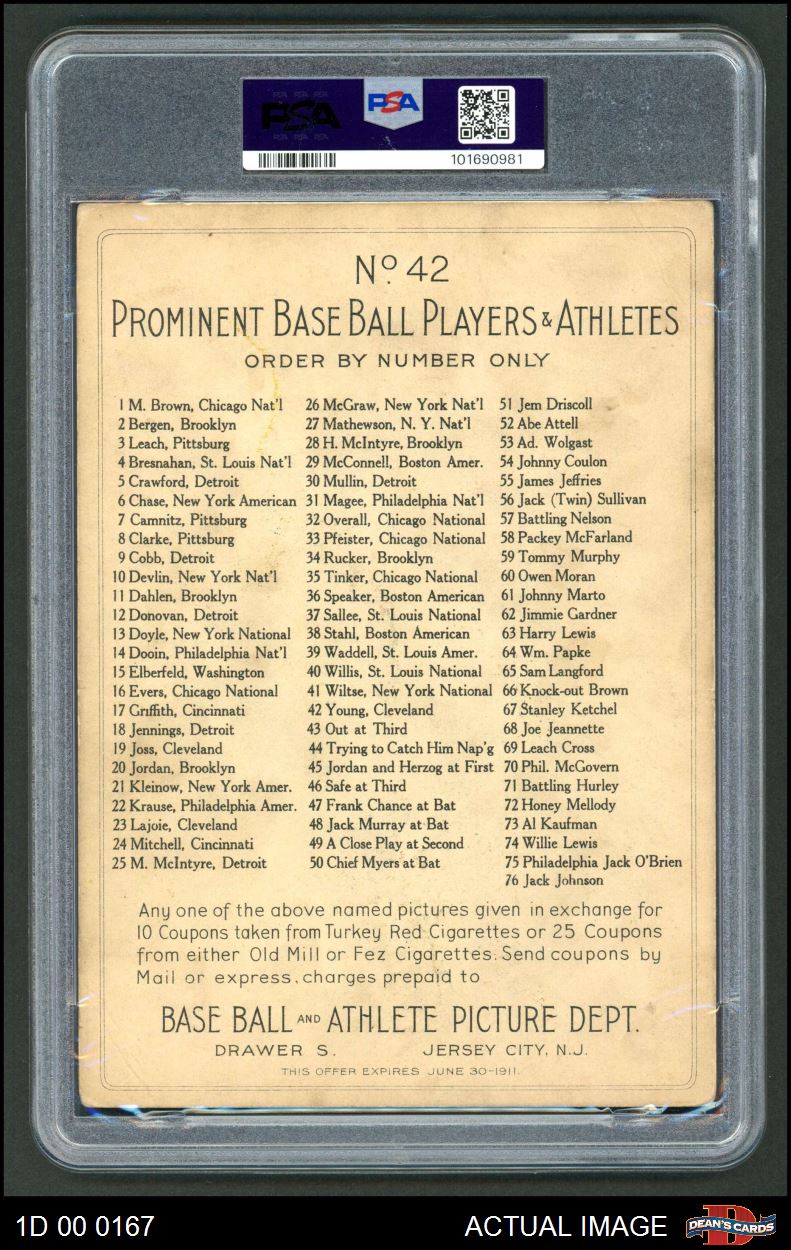 PSA
PSA
101690981
Nº 42
PROMINENT BASE BALL PLAYERS & ATHLETES
ORDER BY NUMBER ONLY
1 M. Brown, Chicago Nat'l
2 Bergen, Brooklyn
3 Leach, Pittsburg
4 Bresnahan, St. Louis Nat'l
5 Crawford, Detroit
6 Chase, New York American
7 Camnitz, Pittsburg
8 Clarke, Pittsburg
9 Cobb, Detroit
10 Devlin, New York Nat'l
11 Dahlen, Brooklyn
12 Donovan, Detroit
13 Doyle, New York National
14 Dooin, Philadelphia Nat'l
15 Elberfeld, Washington
16 Evers, Chicago National
17 Griffith, Cincinnati
18 Jennings, Detroit
19 Joss, Cleveland
20 Jordan, Brooklyn
21 Kleinow, New York Amer.
22 Krause, Philadelphia Amer.
23 Lajoie, Cleveland
24 Mitchell, Cincinnati
25 M. McIntyre, Detroit
26 McGraw, New York Nat'l
27 Mathewson, N. Y. Nat'l
28 H. McIntyre, Brooklyn
29 McConnell, Boston Amer.
30 Mullin, Detroit
31 Magee, Philadelphia Nat'l
32 Overall, Chicago National
33 Pfeister, Chicago National
34 Rucker, Brooklyn
35 Tinker, Chicago National
36 Speaker, Boston American
37 Sallee, St. Louis National
38 Stahl, Boston American
39 Waddell, St. Louis Amer.
40 Willis, St. Louis National
41 Wiltse, New York National
42 Young, Cleveland
43 Out at Third
44 Trying to Catch Him Nap'g
45 Jordan and Herzog at First
46 Safe at Third
47 Frank Chance at Bat
48 Jack Murray at Bat
49 A Close Play at Second
50 Chief Myers at Bat
51 Jem Driscoll
52 Abe Attell
53 Ad. Wolgast
54 Johnny Coulon
55 James Jeffries
56 Jack (Twin) Sullivan
57 Battling Nelson
58 Packey McFarland
59 Tommy Murphy
60 Owen Moran
61 Johnny Marto
62 Jimmie Gardner
63 Harry Lewis
64 Wm. Papke
65 Sam Langford
66 Knock-out Brown
67 Stanley Ketchel
68 Joe Jeannette
69 Leach Cross
70 Phil. McGovern
71 Battling Hurley
72 Honey Mellody
73 Al Kaufman
74 Willie Lewis
75 Philadelphia Jack O'Brien
76 Jack Johnson
Any one of the above named pictures given in exchange for
10 Coupons taken from Turkey Red Cigarettes or 25 Coupons
from either Old Mill or Fez Cigarettes. Send coupons by
Mail or express, charges prepaid to
BASE BALL AND ATHLETE PICTURE DEPT.
DRAWER S. JERSEY CITY, N.J.
THIS OFFER EXPIRES JUNE 30-1911.
1D 00 0167
ACTUAL IMAGE
DEAN'S CARDS